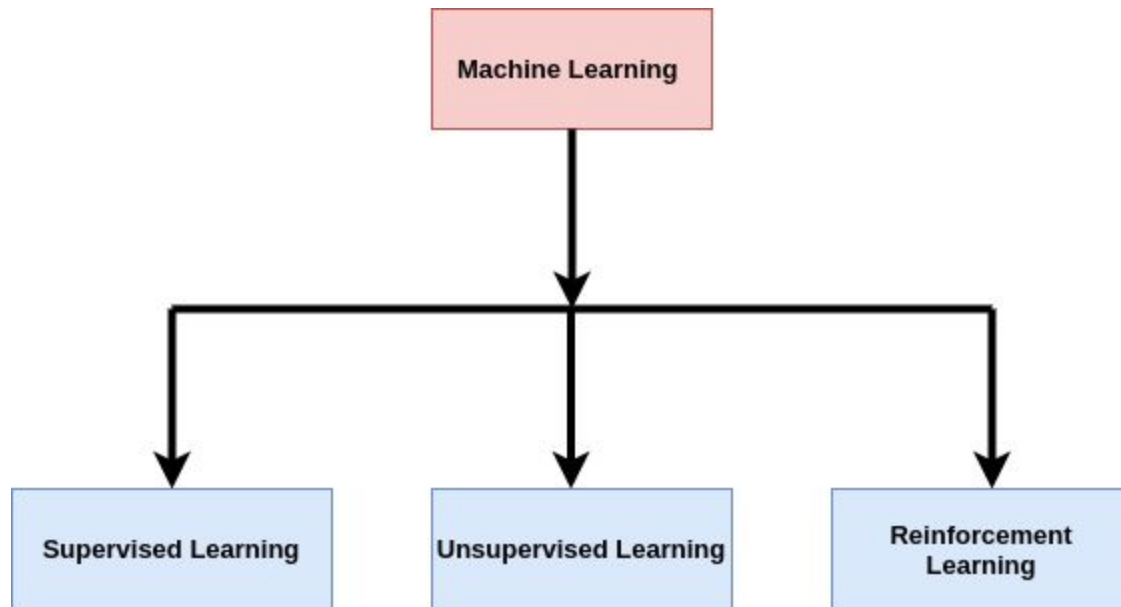 Machine Learning
Supervised Learning
Unsupervised Learning
Reinforcement
Learning